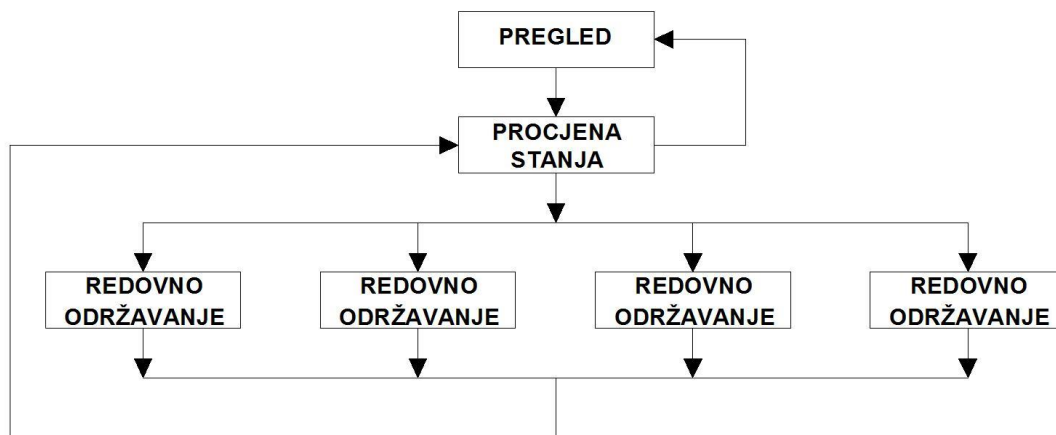 PREGLED
PROCJENA
STANJA
REDOVNO
ODRŽAVANJE
REDOVNO
ODRŽAVANJE
REDOVNO
ODRŽAVANJE
REDOVNO
ODRŽAVANJE